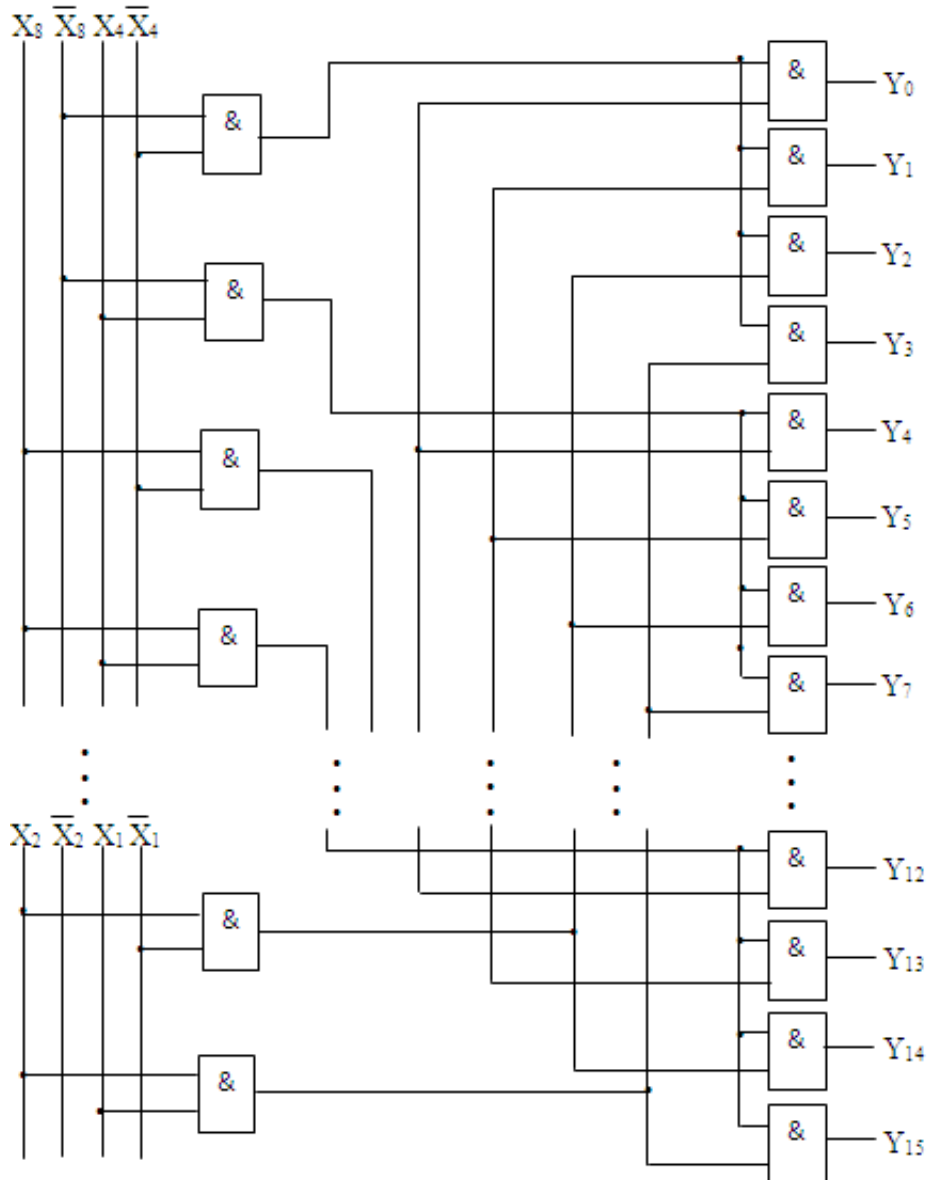 X₈ X̅₈ X₄ X̅₄
& Y₀
&
& Y₁
& Y₂
&
& Y₃
& Y₄
&
& Y₅
& Y₆
&
& Y₇
X₂ X̅₂ X₁ X̅₁
& Y₁₂
&
& Y₁₃
& Y₁₄
&
& Y₁₅